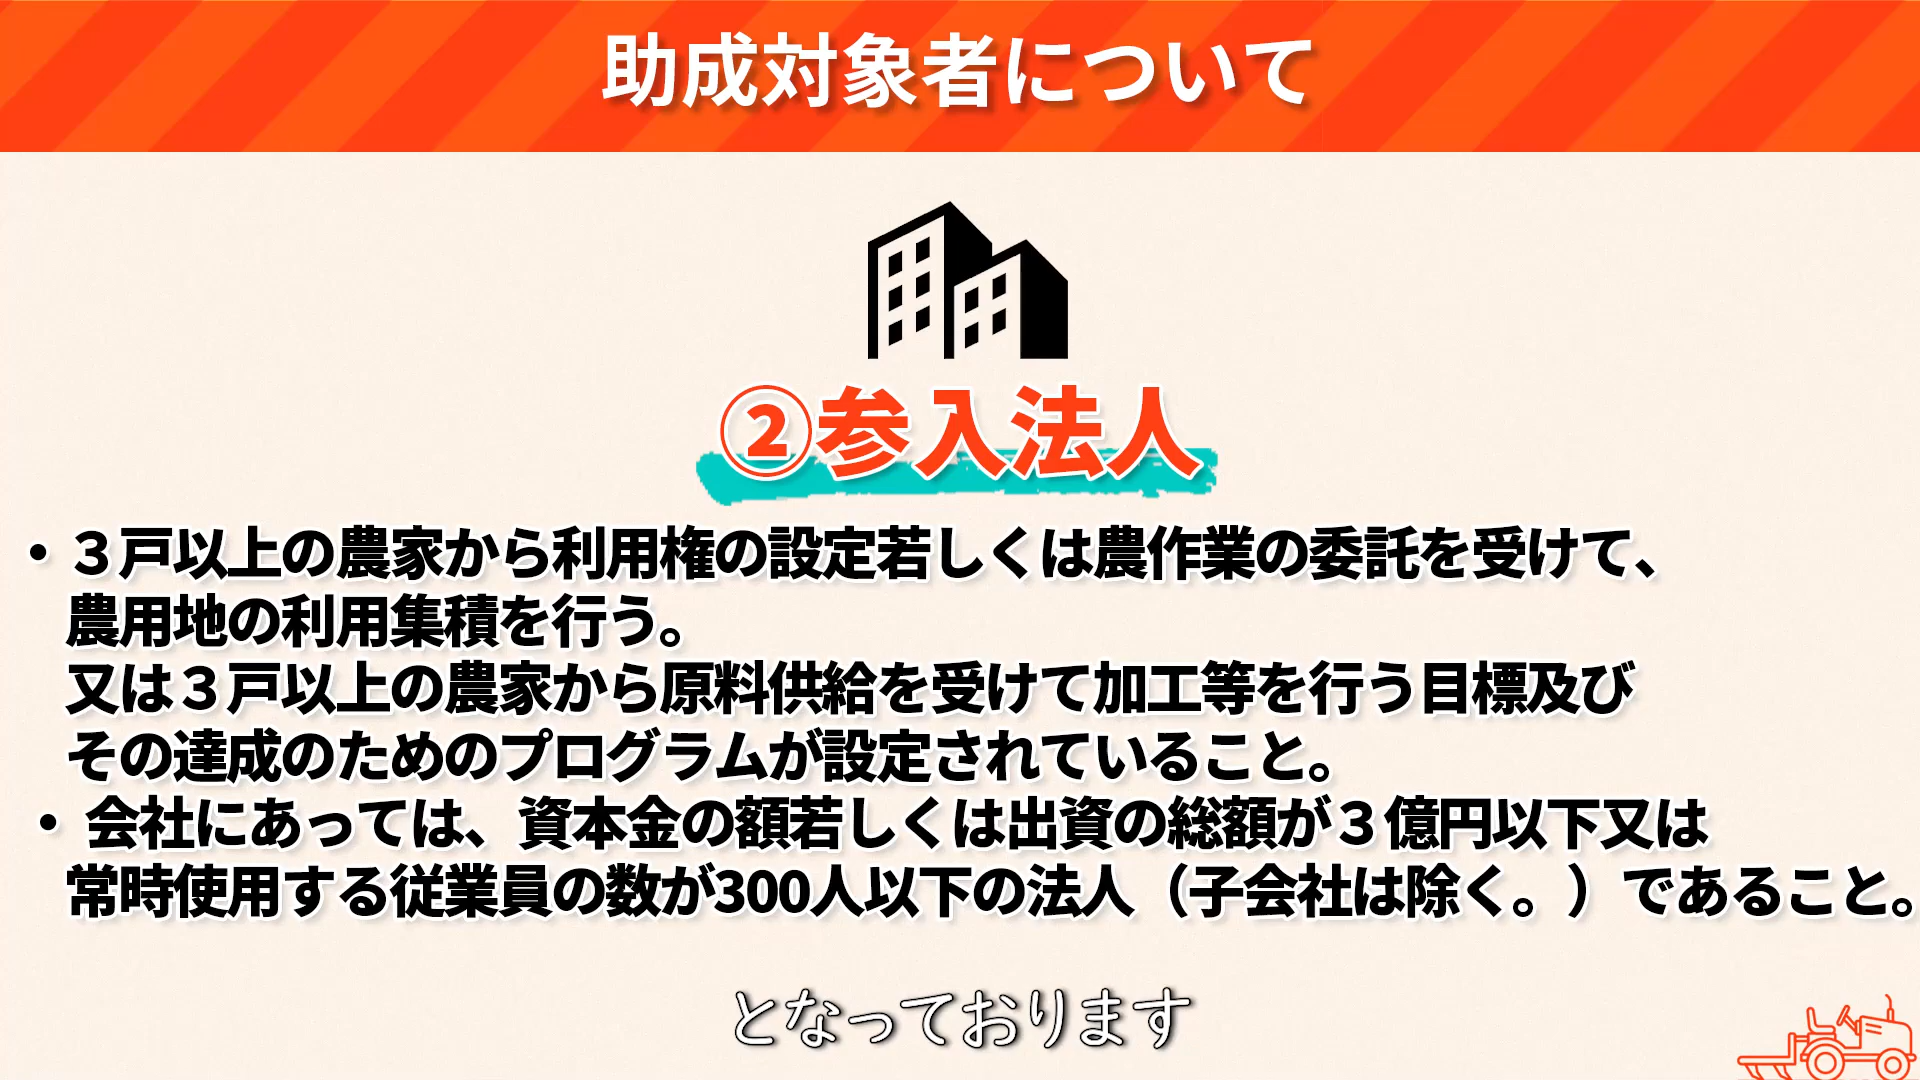 助成対象者について
②参入法人
・３戸以上の農家から利用権の設定若しくは農作業の委託を受けて、
農用地の利用集積を行う。
又は３戸以上の農家から原料供給を受けて加工等を行う目標及び
その達成のためのプログラムが設定されていること。
・会社にあっては、資本金の額若しくは出資の総額が３億円以下又は
常時使用する従業員の数が300人以下の法人（子会社は除く。）であること。
となっております